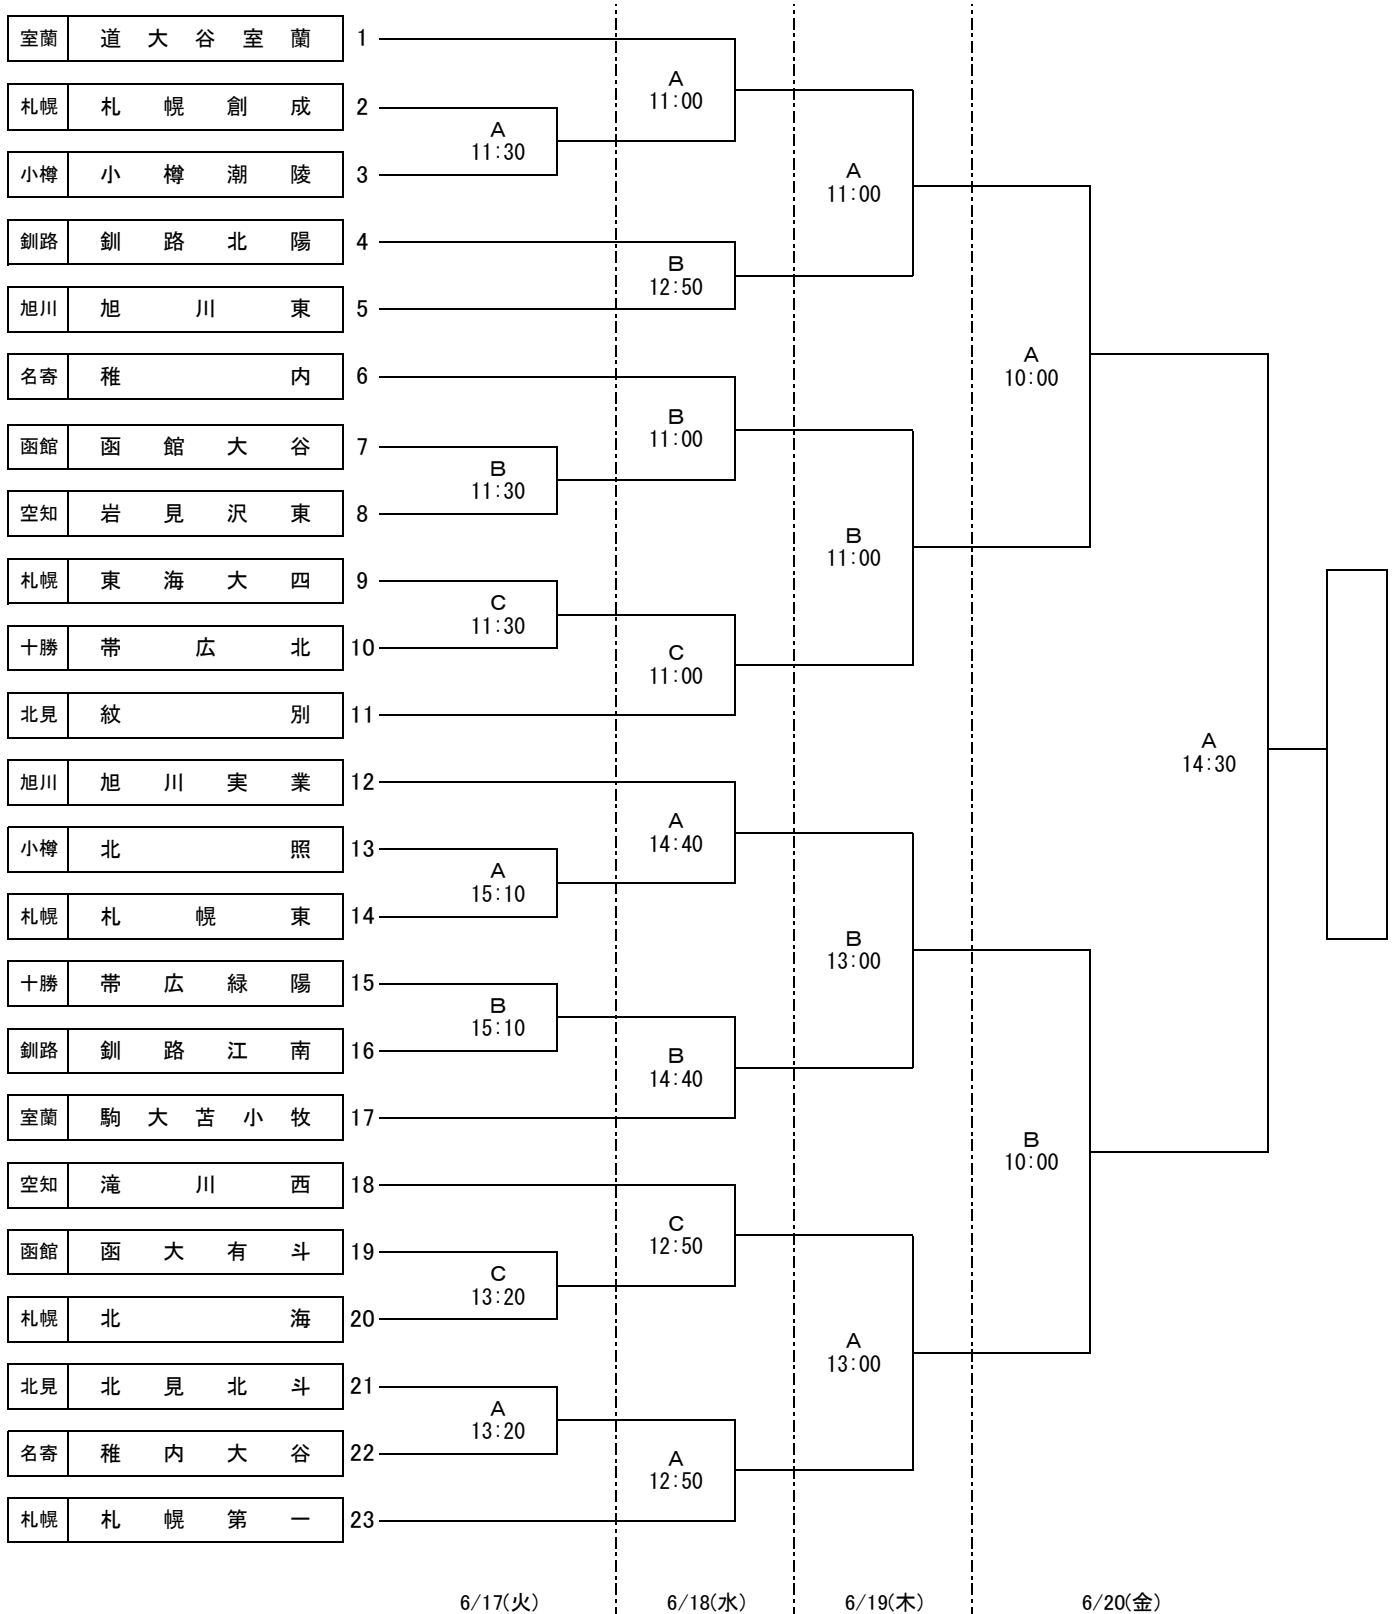 室蘭 道大谷室蘭 1
札幌 札幌創成 2
小樽 小樽潮陵 3
釧路 釧路北陽 4
旭川 旭川東 5
名寄 稚内 6
函館 函館大谷 7
空知 岩見沢東 8
札幌 東海大四 9
十勝 帯広北 10
北見 紋別 11
旭川 旭川実業 12
小樽 北照 13
札幌 札幌東 14
十勝 帯広緑陽 15
釧路 釧路江南 16
室蘭 駒大苫小牧 17
空知 滝川西 18
函館 函大有斗 19
札幌 北海 20
北見 北見北斗 21
名寄 稚内大谷 22
札幌 札幌第一 23
A
11:30
B
11:30
C
11:30
A
15:10
B
15:10
C
13:20
A
13:20
A
11:00
B
12:50
B
11:00
C
11:00
A
14:40
B
14:40
C
12:50
A
12:50
A
11:00
B
11:00
B
13:00
A
13:00
A
10:00
B
10:00
A
14:30
6/17(火) 6/18(水) 6/19(木) 6/20(金)